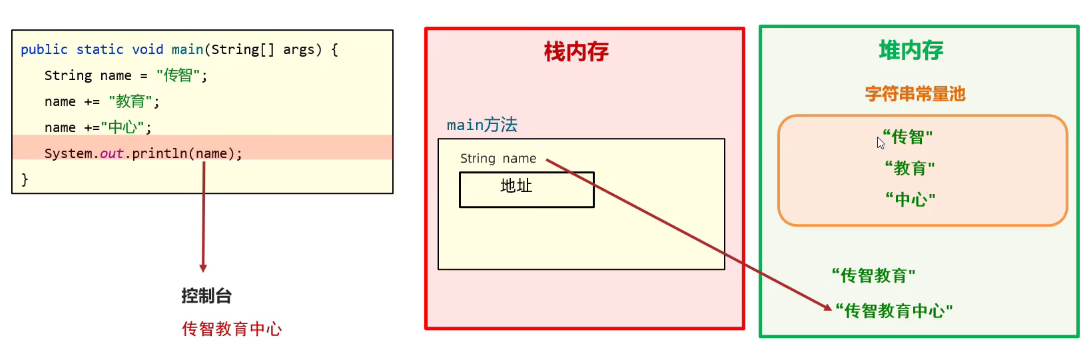 public static void main(String[] args) {
String name = "传智";
name += "教育";
name +="中心";
System.out.println(name);
}
控制台
传智教育中心
栈内存
main方法
String name
地址
堆内存
字符串常量池
“传智"
“教育"
“中心"
“传智教育"
“传智教育中心"